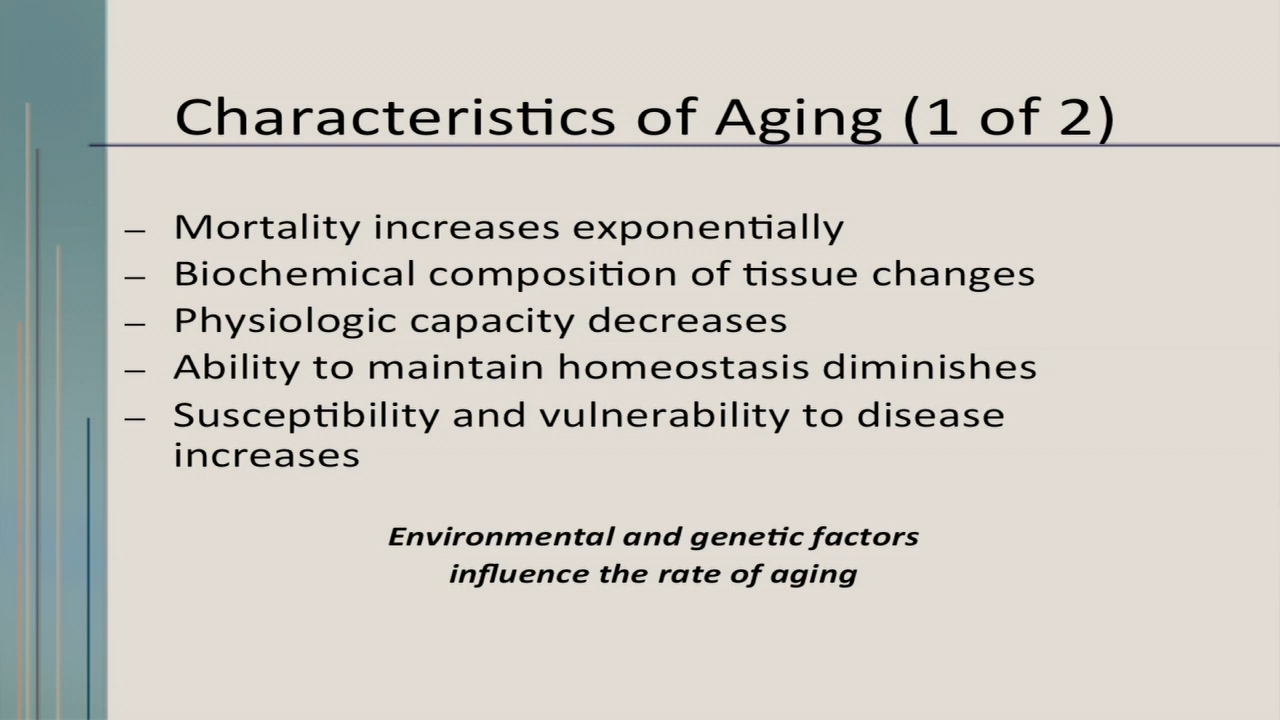 Characteristics of Aging (1 of 2)
– Mortality increases exponentially
– Biochemical composition of tissue changes
– Physiologic capacity decreases
– Ability to maintain homeostasis diminishes
– Susceptibility and vulnerability to disease
increases
Environmental and genetic factors
influence the rate of aging